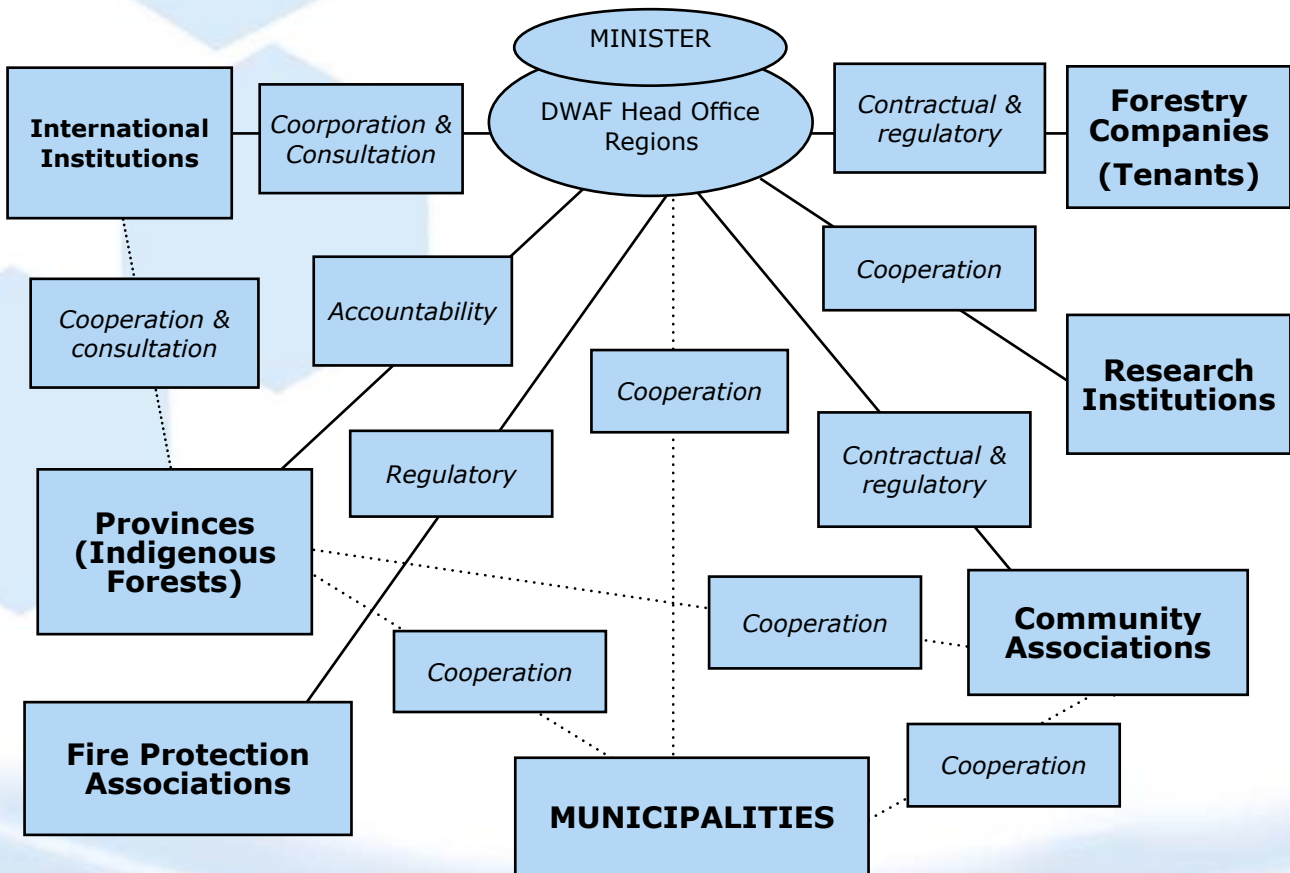 MINISTER
DWAF Head Office
Regions
International
Institutions
Coorporation &
Consultation
Contractual &
regulatory
Forestry
Companies
(Tenants)
Cooperation &
consultation
Accountability
Cooperation
Cooperation
Research
Institutions
Regulatory
Contractual &
regulatory
Provinces
(Indigenous
Forests)
Cooperation
Cooperation
Community
Associations
Fire Protection
Associations
MUNICIPALITIES
Cooperation